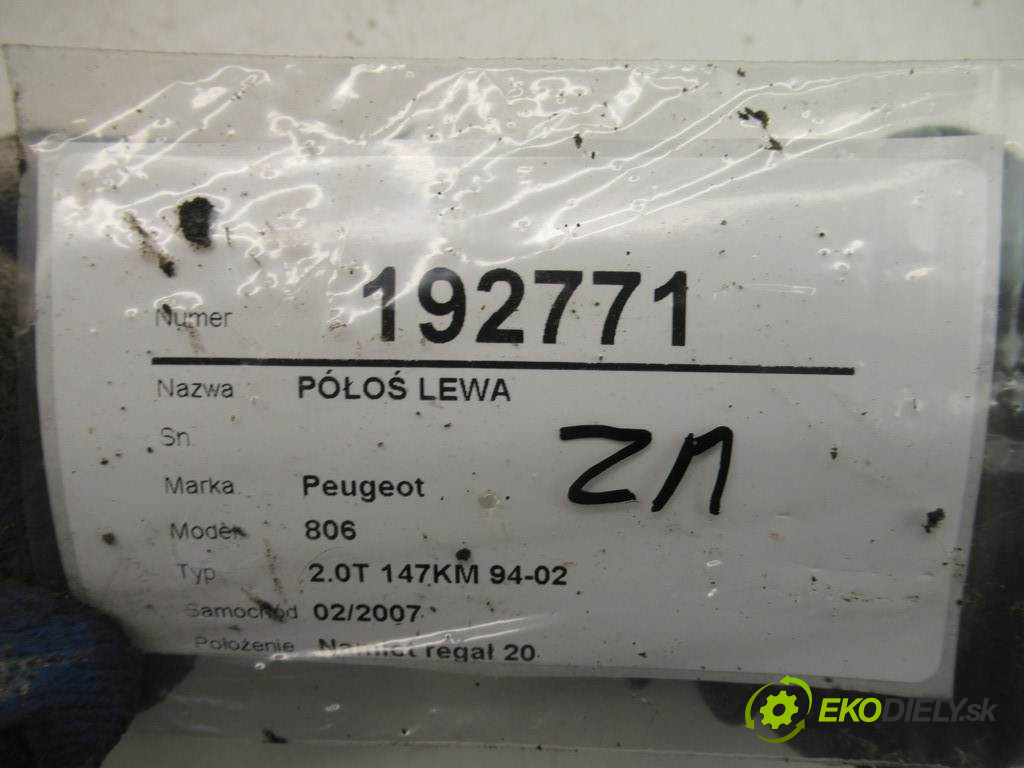 Numer 192771
Nazwa PÓŁOŚ LEWA
Sn
Marka Peugeot
Model 806
Typ 2.0T 147KM 94-02
Samochód 02/2007
Położenie Namiot regał 20
EKODIELY.sk